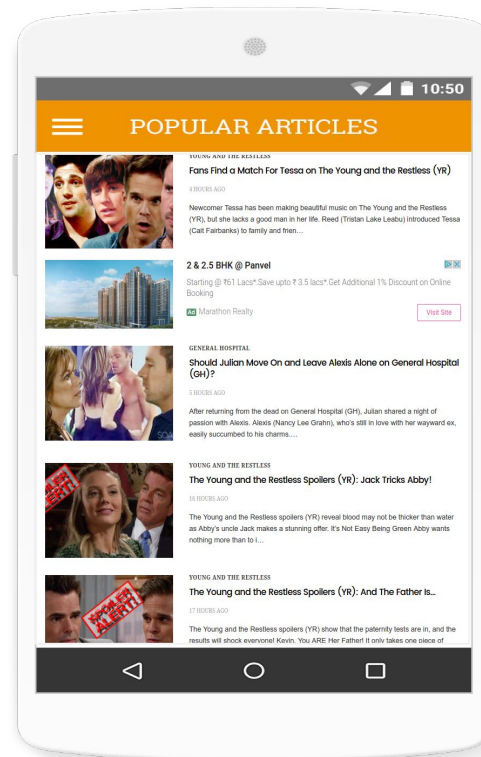 10:50
POPULAR ARTICLES
YOUNG AND THE RESTLESS
Fans Find a Match For Tessa on The Young and the Restless (YR)
4 HOURS AGO
Newcomer Tessa has been making beautiful music on The Young and the Restless
(YR), but she lacks a good man in her life. Reed (Tristan Lake Leabu) introduced Tessa
(Cait Fairbanks) to family and frien…
2 & 2.5 BHK @ Panvel
Starting @ ₹61 Lacs*.Save upto ₹ 3.5 lacs*.Get Additional 1% Discount on Online
Booking
Ad Marathon Realty
Visit Site
GENERAL HOSPITAL
Should Julian Move On and Leave Alexis Alone on General Hospital
(GH)?
5 HOURS AGO
After returning from the dead on General Hospital (GH), Julian shared a night of
passion with Alexis. Alexis (Nancy Lee Grahn), who's still in love with her wayward ex,
easily succumbed to his charms.…
YOUNG AND THE RESTLESS
The Young and the Restless Spoilers (YR): Jack Tricks Abby!
16 HOURS AGO
The Young and the Restless spoilers (YR) reveal blood may not be thicker than water
as Abby's uncle Jack makes a stunning offer. It's Not Easy Being Green Abby wants
nothing more than to i…
ALERT!
YOUNG AND THE RESTLESS
The Young and the Restless Spoilers (YR): And The Father Is…
17 HOURS AGO
The Young and the Restless spoilers (YR) show that the paternity tests are in, and the
results will shock everyone! Kevin, You ARE Her Father! It only takes one piece of
SPOILER
ALERT!